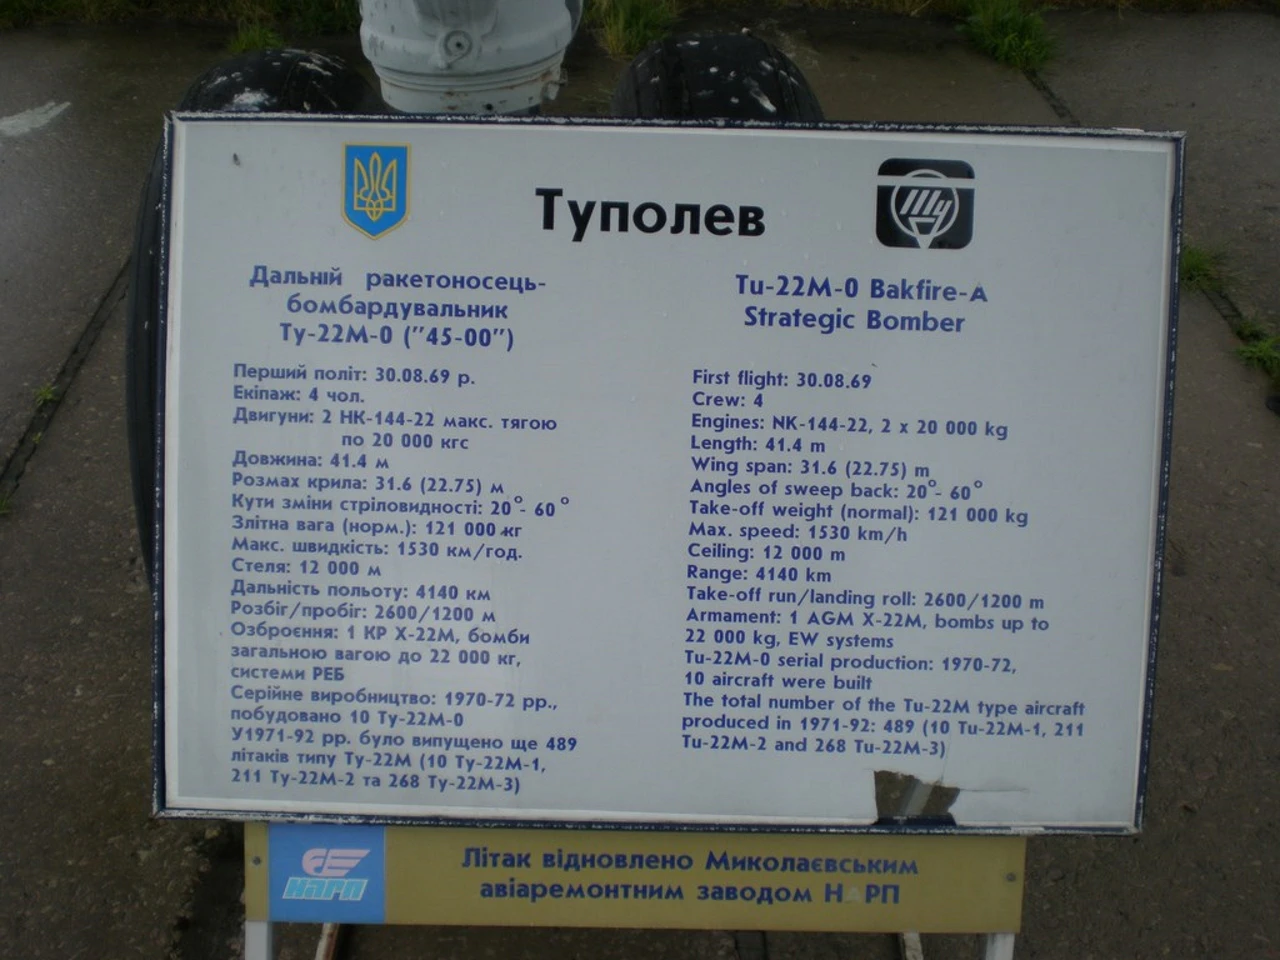 Туполев
Ту
Дальній ракетоносець-
бомбардувальник
Ту-22М-0 ("45-00")
Перший політ: 30.08.69 р.
Екіпаж: 4 чол.
Двигуни: 2 НК-144-22 макс. тягою
по 20 000 кгс
Довжина: 41.4 м
Розмах крила: 31.6 (22.75) м
Кути зміни стріловидності: 20°- 60°
Злітна вага (норм.): 121 000 кг
Макс. швидкість: 1530 км/год.
Стеля: 12 000 м
Дальність польоту: 4140 км
Розбіг/пробіг: 2600/1200 м
Озброєння: 1 КР Х-22М, бомби
загальною вагою до 22 000 кг,
системи РЕБ
Серійне виробництво: 1970-72 рр.,
побудовано 10 Ту-22М-0
У1971-92 рр. було випущено ще 489
літаків типу Ту-22М (10 Ту-22М-1,
211 Ту-22М-2 та 268 Ту-22М-3)
Tu-22M-0 Bakfire-A
Strategic Bomber
First flight: 30.08.69
Crew: 4
Engines: NK-144-22, 2 x 20 000 kg
Length: 41.4 m
Wing span: 31.6 (22.75) m
Angles of sweep back: 20°- 60°
Take-off weight (normal): 121 000 kg
Max. speed: 1530 km/h
Ceiling: 12 000 m
Range: 4140 km
Take-off run/landing roll: 2600/1200 m
Armament: 1 AGM X-22M, bombs up to
22 000 kg, EW systems
Tu-22M-0 serial production: 1970-72,
10 aircraft were built
The total number of the Tu-22M type aircraft
produced in 1971-92: 489 (10 Tu-22M-1, 211
Tu-22M-2 and 268 Tu-22M-3)
НАРП
Літак відновлено Миколаєвським
авіаремонтним заводом НАРП